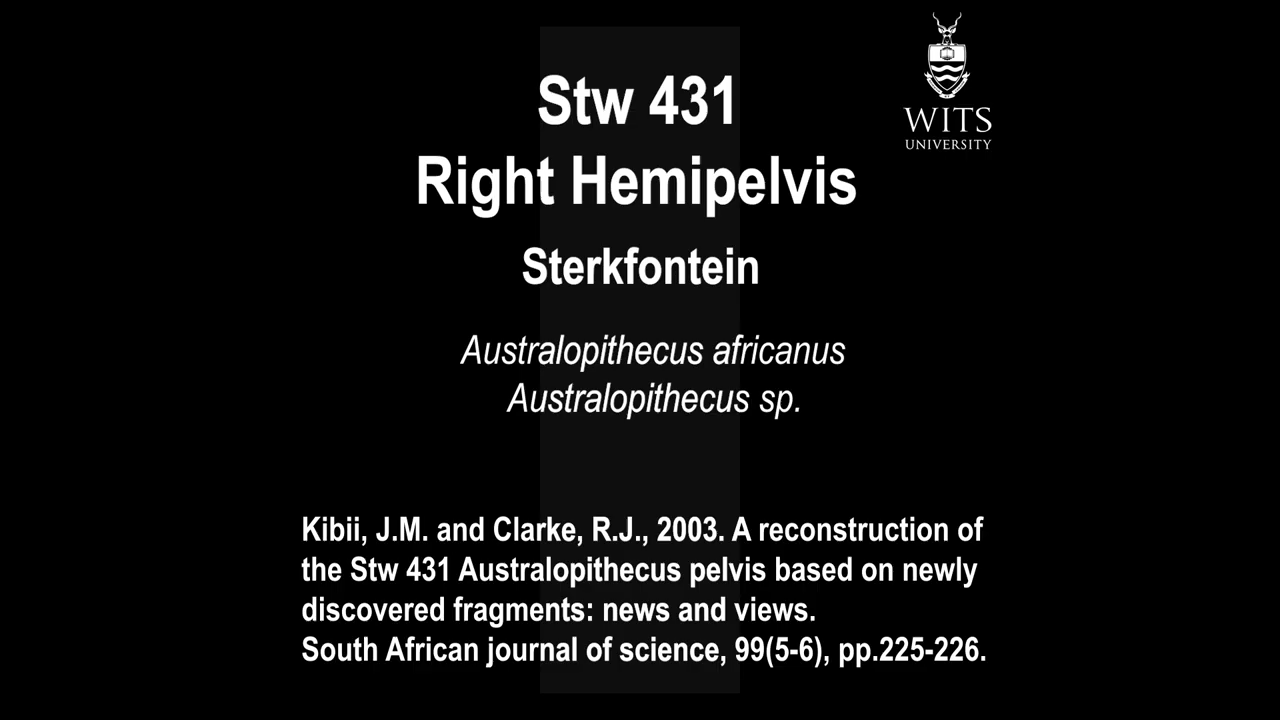 Stw 431
WITS
UNIVERSITY
Right Hemipelvis
Sterkfontein
Australopithecus africanus
Australopithecus sp.
Kibii, J.M. and Clarke, R.J., 2003. A reconstruction of
the Stw 431 Australopithecus pelvis based on newly
discovered fragments: news and views.
South African journal of science, 99(5-6), pp.225-226.